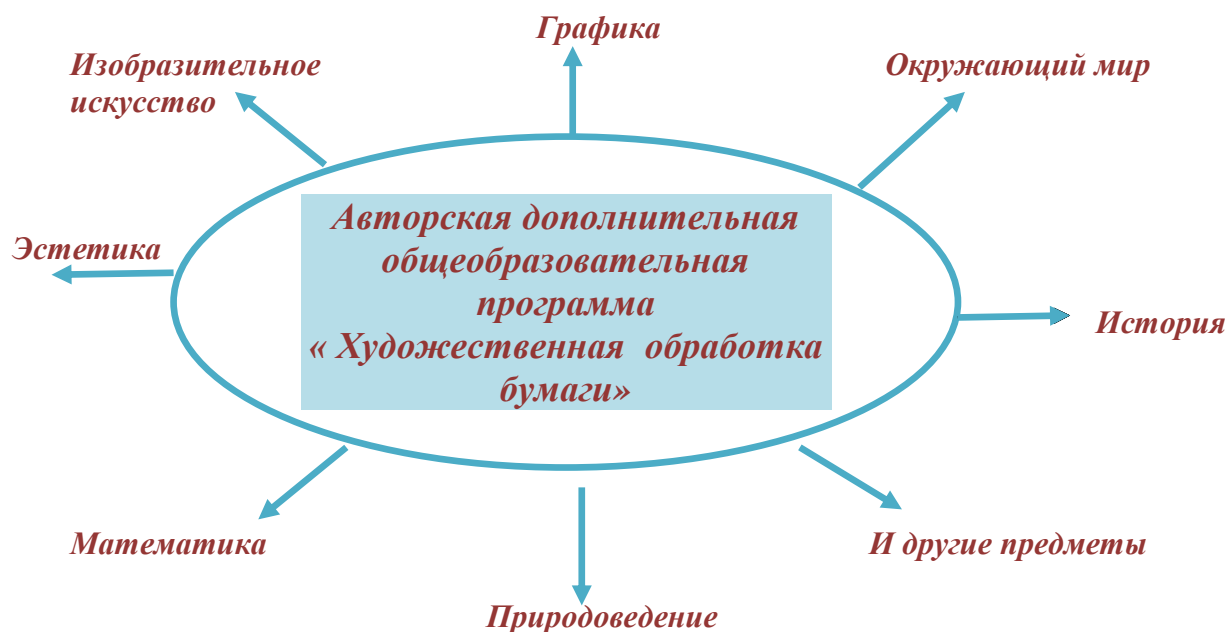 Графика
Изобразительное
искусство
Окружающий мир
Авторская дополнительная
общеобразовательная
программа
« Художественная обработка
бумаги»
Эстетика
История
Математика
И другие предметы
Природоведение